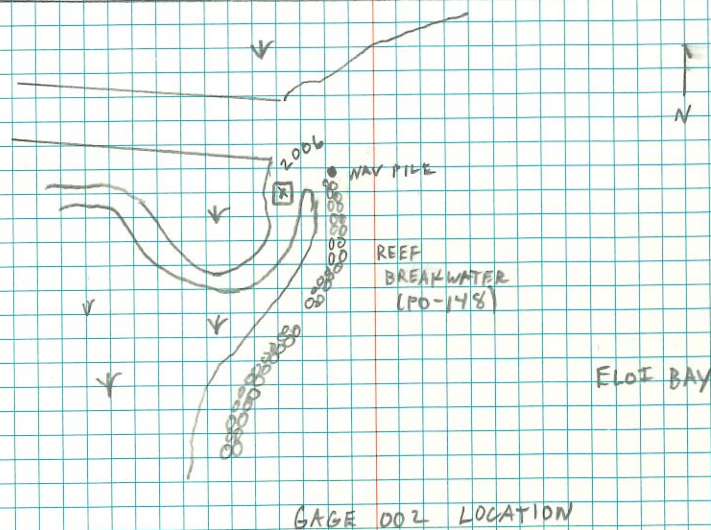 2006
N
NAV PILE
REEF
BREAKWATER
(PO-148)
ELOI BAY
GAGE 002 LOCATION